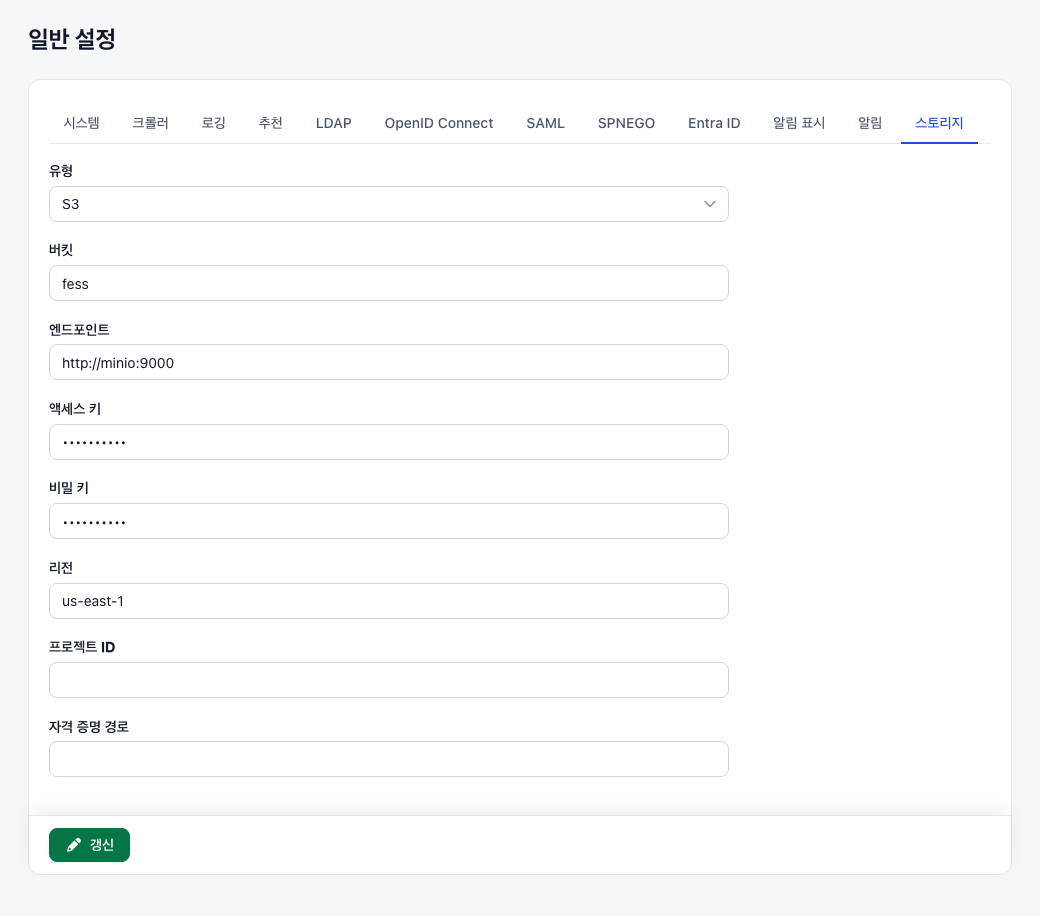 일반 설정
시스템 크롤러 로깅 추천 LDAP OpenID Connect SAML SPNEGO Entra ID 알림 표시 알림 스토리지
유형
S3
버킷
fess
엔드포인트
http://minio:9000
액세스 키
••••••••••
비밀 키
••••••••••
리전
us-east-1
프로젝트 ID
자격 증명 경로
갱신